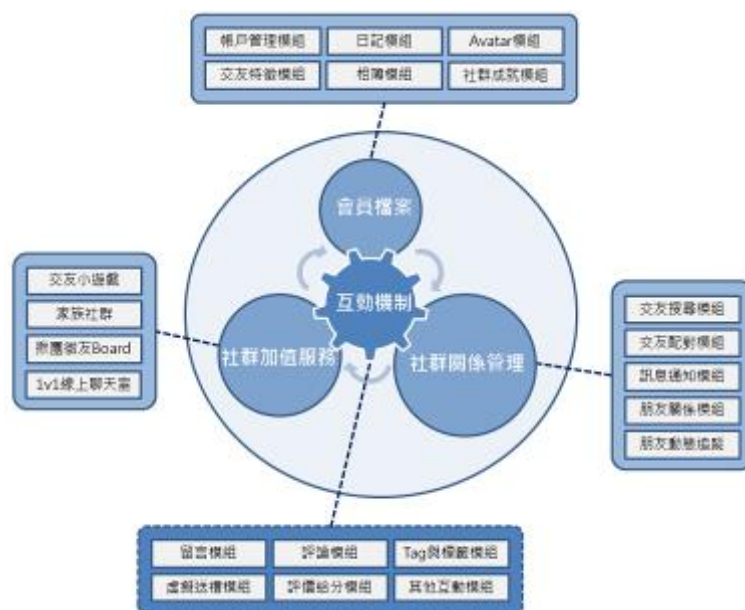 帳戶管理模組
日記模組
Avatar模組
交友特徵模組
相簿模組
社群成就模組
會員檔案
互動機制
社群加值服務
社群關係管理
交友小遊戲
家族社群
揪團徵友Board
1v1線上聊天室
交友搜尋模組
交友配對模組
訊息通知模組
朋友關係模組
朋友動態追蹤
留言模組
評論模組
Tag與標籤模組
虛擬送禮模組
評價給分模組
其他互動模組